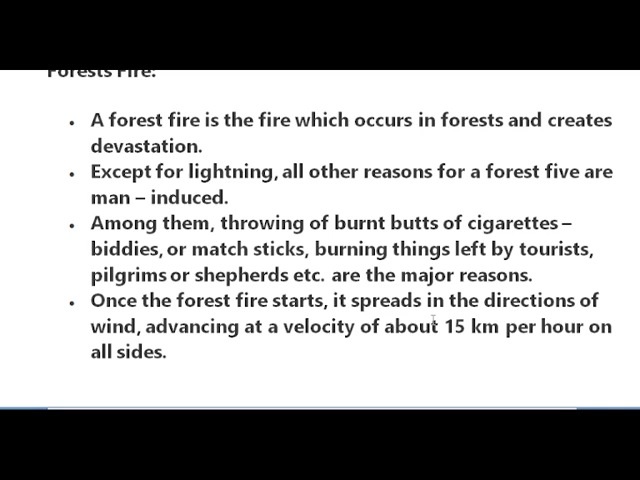 Forests Fire:
• A forest fire is the fire which occurs in forests and creates
devastation.
• Except for lightning, all other reasons for a forest five are
man – induced.
• Among them, throwing of burnt butts of cigarettes –
biddies, or match sticks, burning things left by tourists,
pilgrims or shepherds etc. are the major reasons.
• Once the forest fire starts, it spreads in the directions of
wind, advancing at a velocity of about 15 km per hour on
all sides.